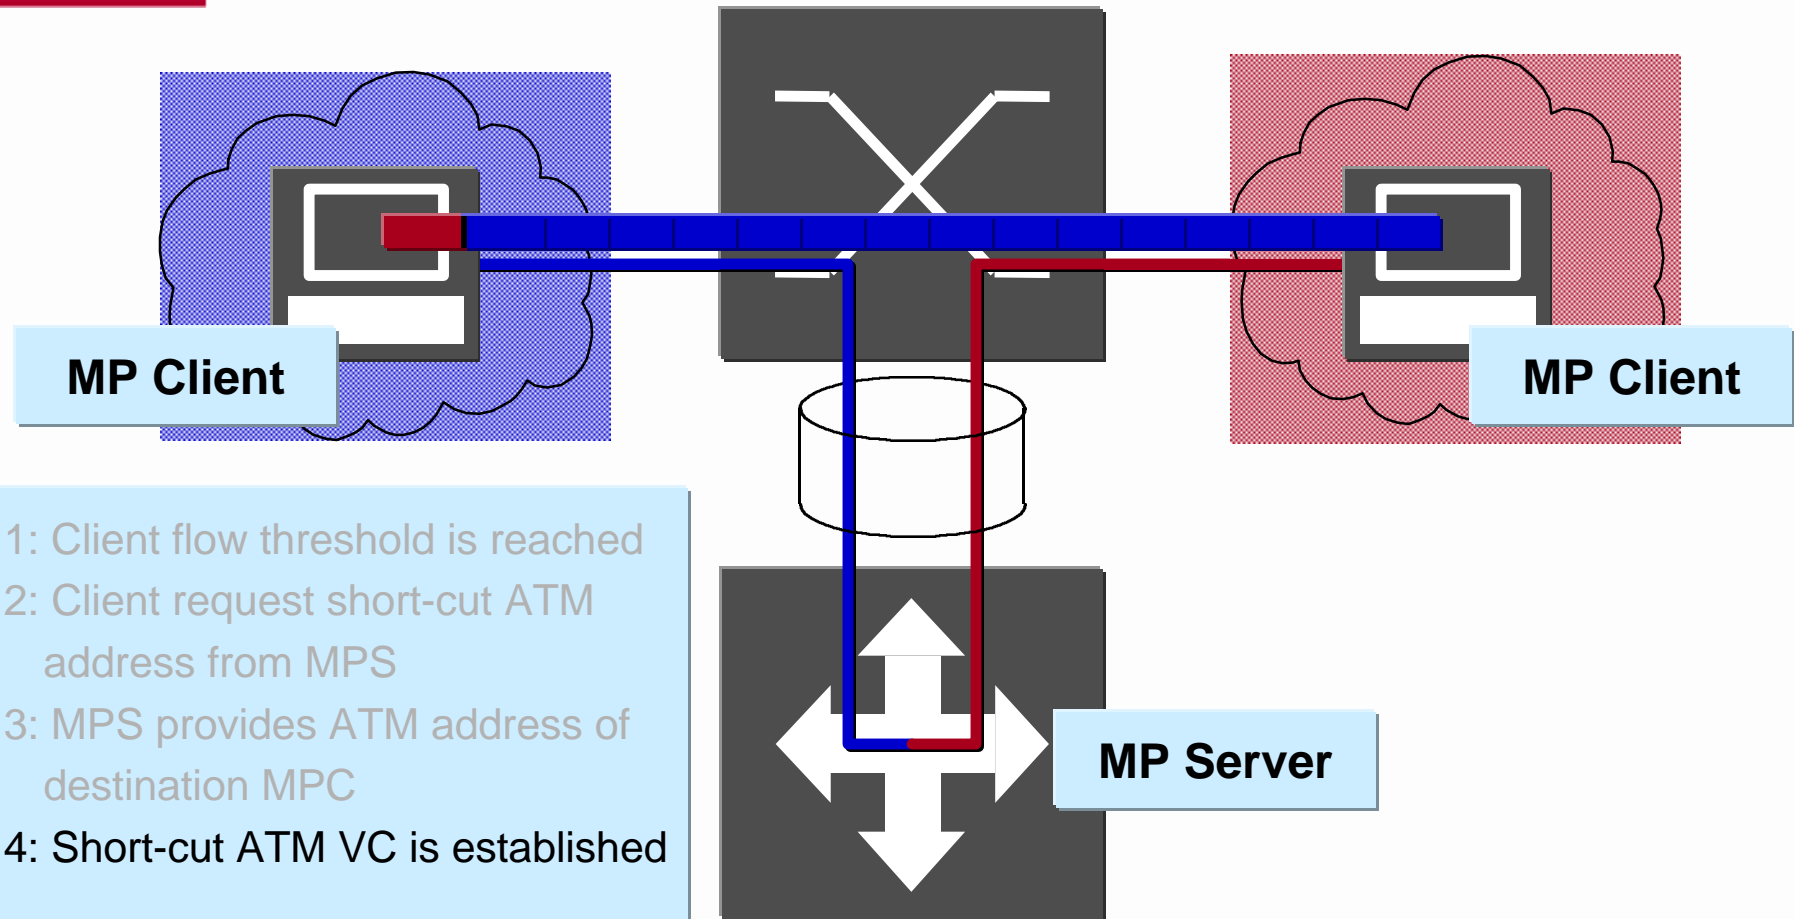 MP Client
MP Client
1: Client flow threshold is reached
2: Client request short-cut ATM
address from MPS
3: MPS provides ATM address of
destination MPC
4: Short-cut ATM VC is established
MP Server